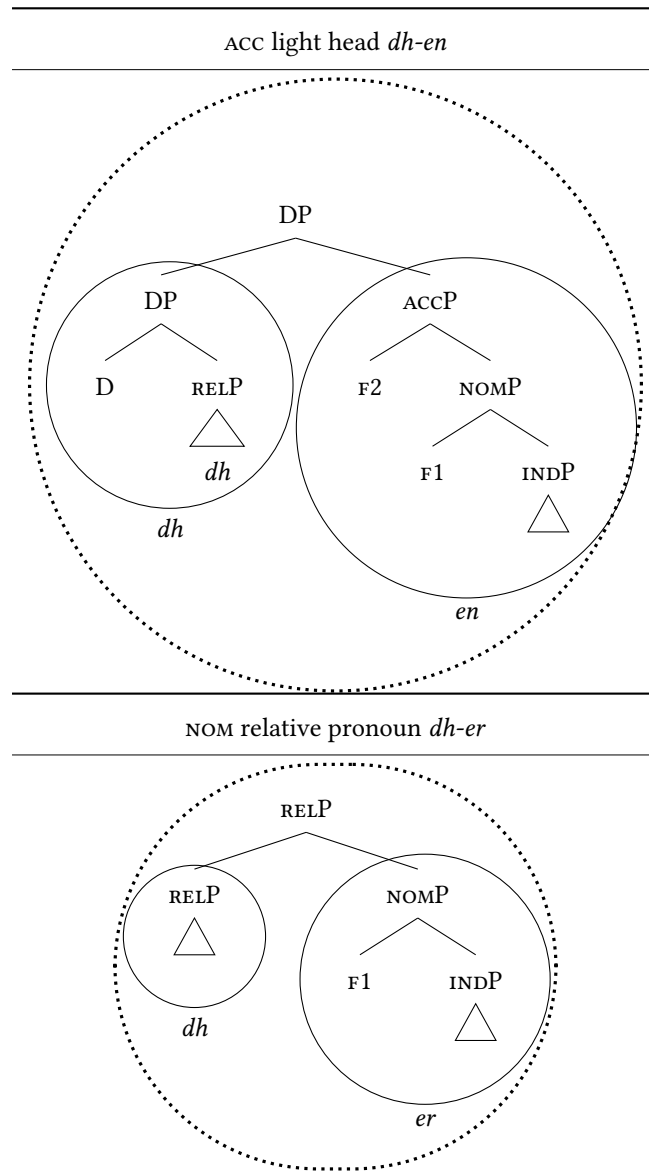 ACC light head dh-en
DP
DP ACCP
D RELP F2 NOMP
dh F1 INDP
dh
en
NOM relative pronoun dh-er
RELP
RELP NOMP
F1 INDP
dh
er